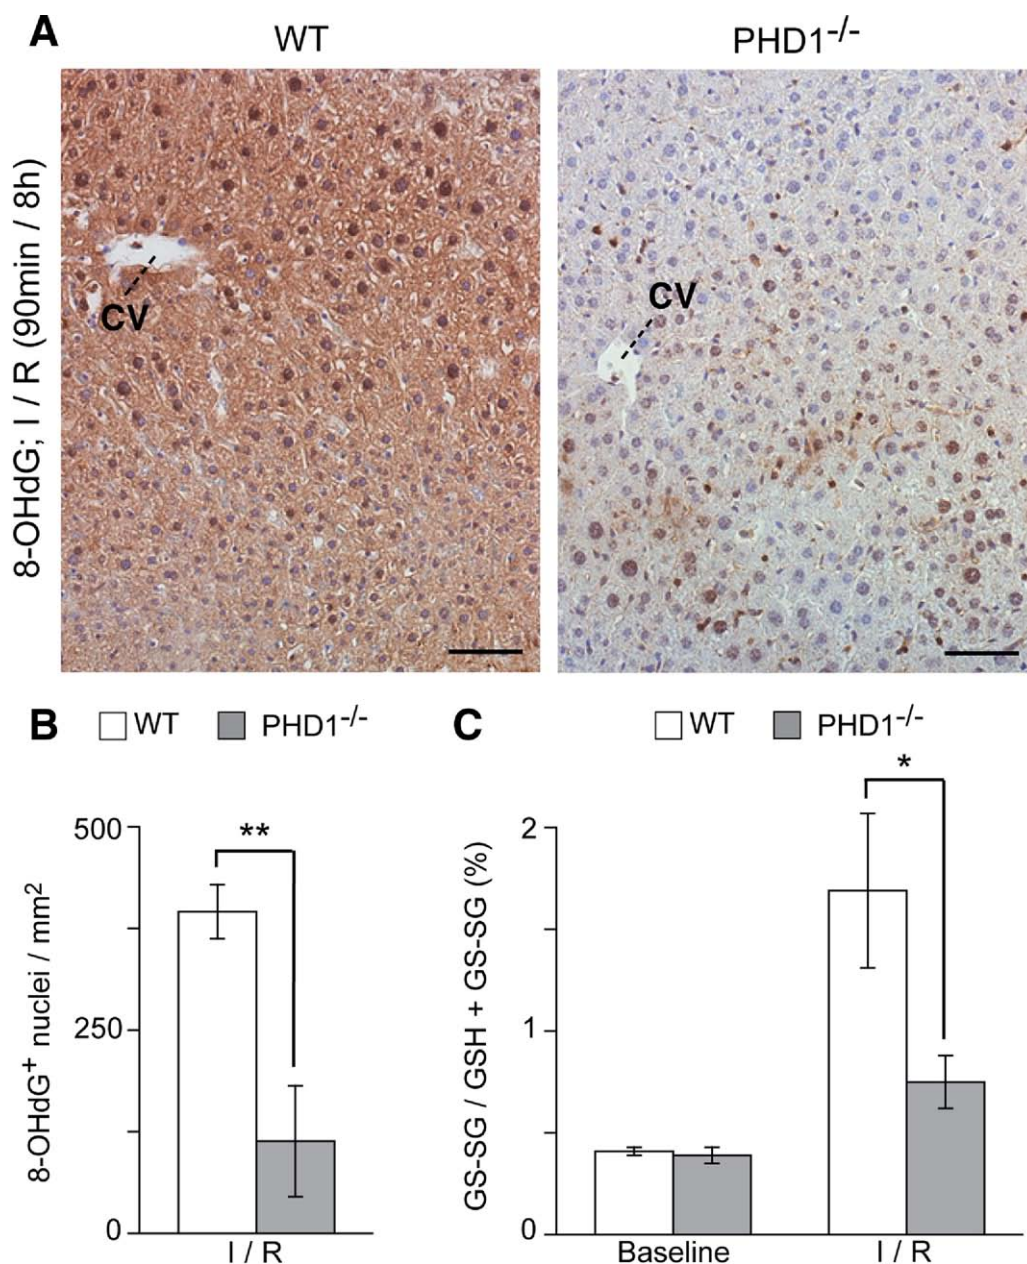 A
WT
PHD1-/-
8-OHdG; I / R (90min / 8h)
CV
CV
B
WT
PHD1-/-
8-OHdG+ nuclei / mm2
500
250
0
**
I / R
C
WT
PHD1-/-
GS-SG / GSH + GS-SG (%)
2
1
0
*
Baseline
I / R